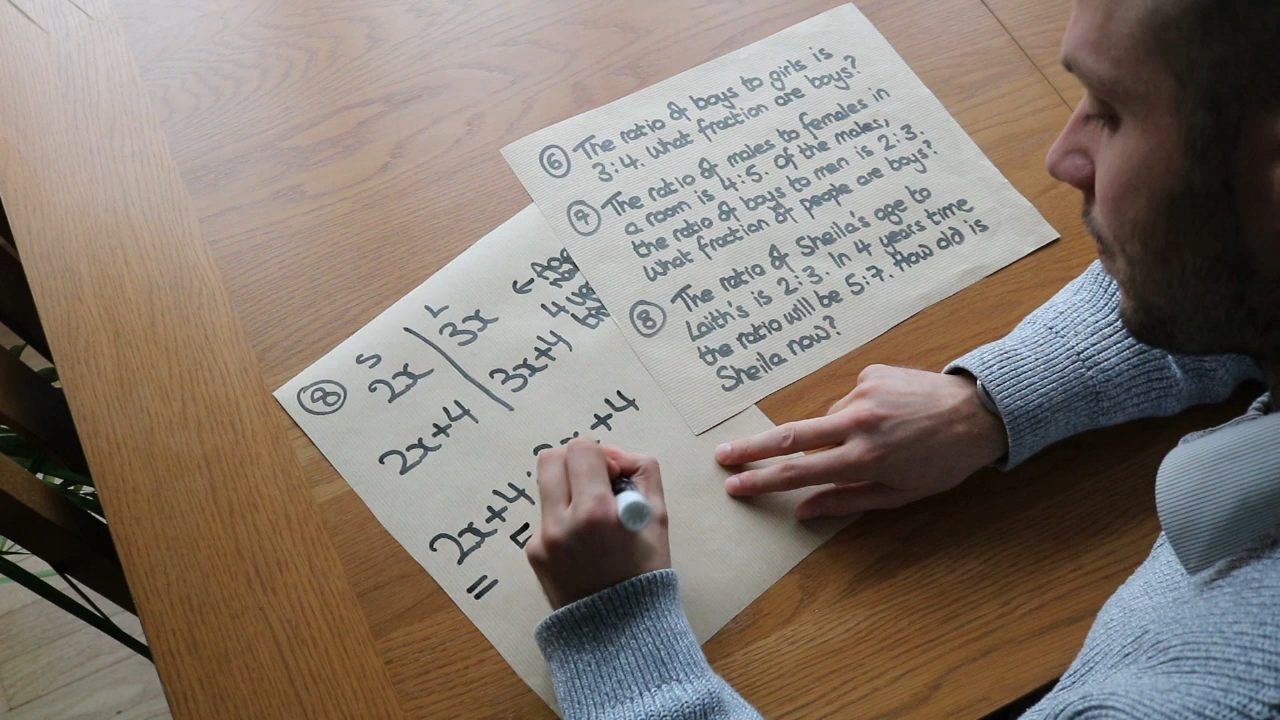 ⑥ The ratio of boys to girls is
3:4. What fraction are boys?
⑦ The ratio of males to females in
a room is 4:5. Of the males,
the ratio of boys to men is 2:3.
What fraction of people are boys?
⑧ The ratio of Sheila's age to
Laith's is 2:3. In 4 years time
the ratio will be 5:7. How old is
Sheila now?
⑧ S L
2x 3x ←
2x+4 3x+4 4
2x+4: +4
=